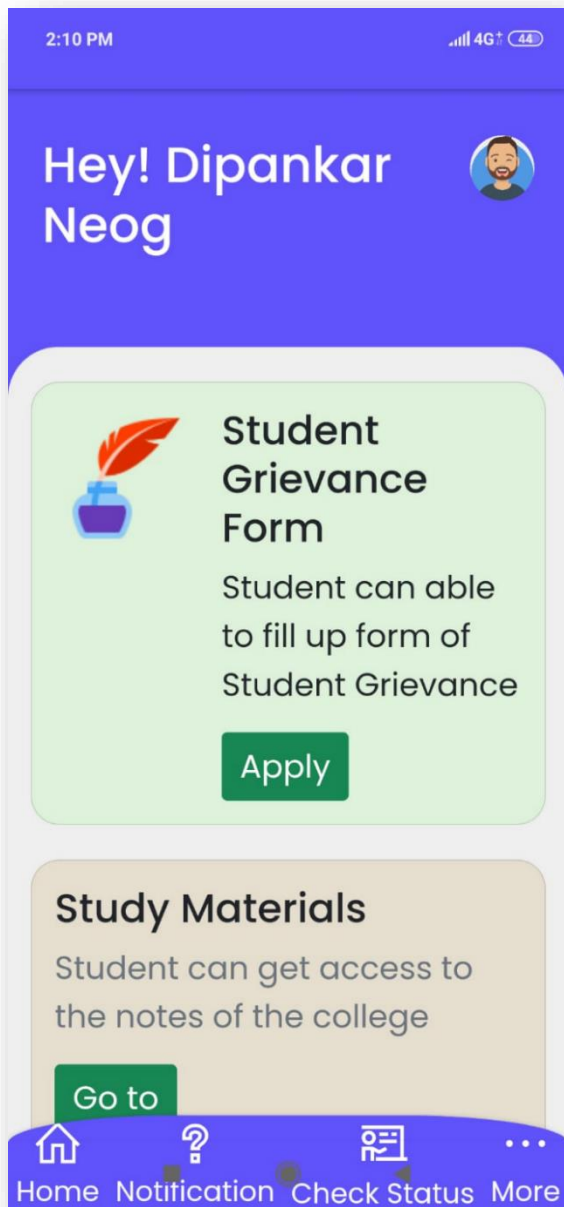 2:10 PM
4G+ 44
Hey! Dipankar
Neog
Student
Grievance
Form
Student can able
to fill up form of
Student Grievance
Apply
Study Materials
Student can get access to
the notes of the college
Go to
Home Notification Check Status More